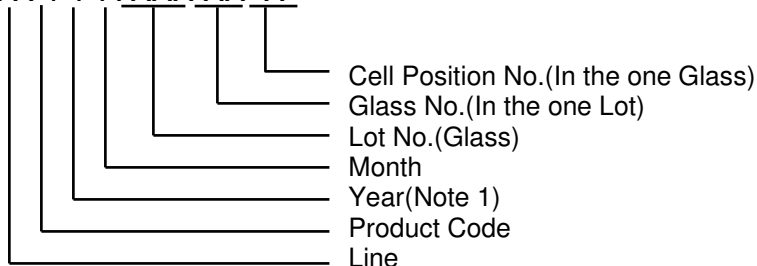 Cell Position No.(In the one Glass)
Glass No.(In the one Lot)
Lot No.(Glass)
Month
Year(Note 1)
Product Code
Line